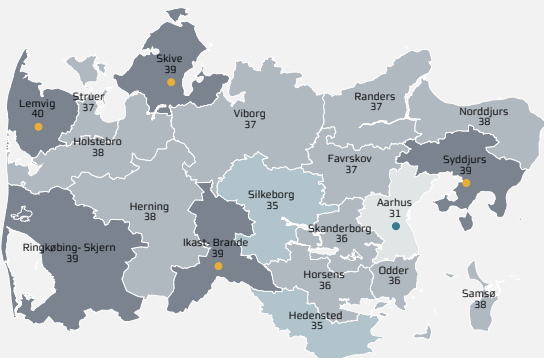 Skive
39
Lemvig
40
Struer
37
Randers
37
Viborg
37
Norddjurs
38
Holstebro
38
Favrskov
37
Syddjurs
39
Silkeborg
35
Aarhus
31
Herning
38
Skanderborg
36
Ringkøbing- Skjern
39
Ikast- Brande
39
Horsens
36
Odder
36
Samsø
38
Hedensted
35